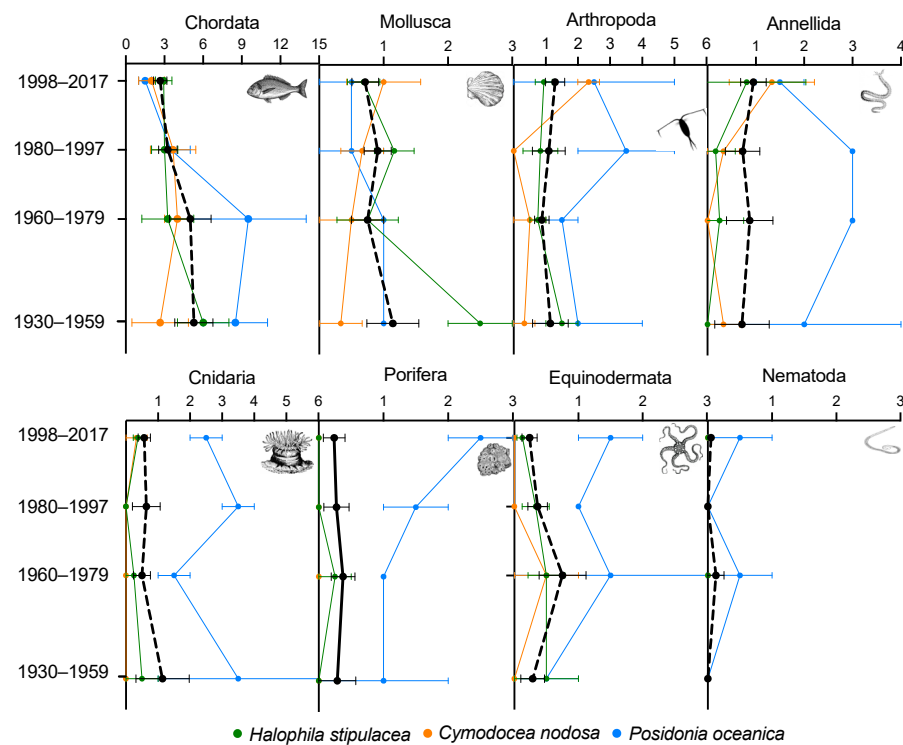 Chordata Mollusca Arthropoda Annellida
0 3 6 9 12 15 1 2 3 1 2 3 4 5 6 1 2 3 4
1998–2017
1980–1997
1960–1979
1930–1959
Cnidaria Porifera Equinodermata Nematoda
1 2 3 4 5 6 1 2 3 1 2 3 1 2 3
1998–2017
1980–1997
1960–1979
1930–1959
Halophila stipulacea Cymodocea nodosa Posidonia oceanica